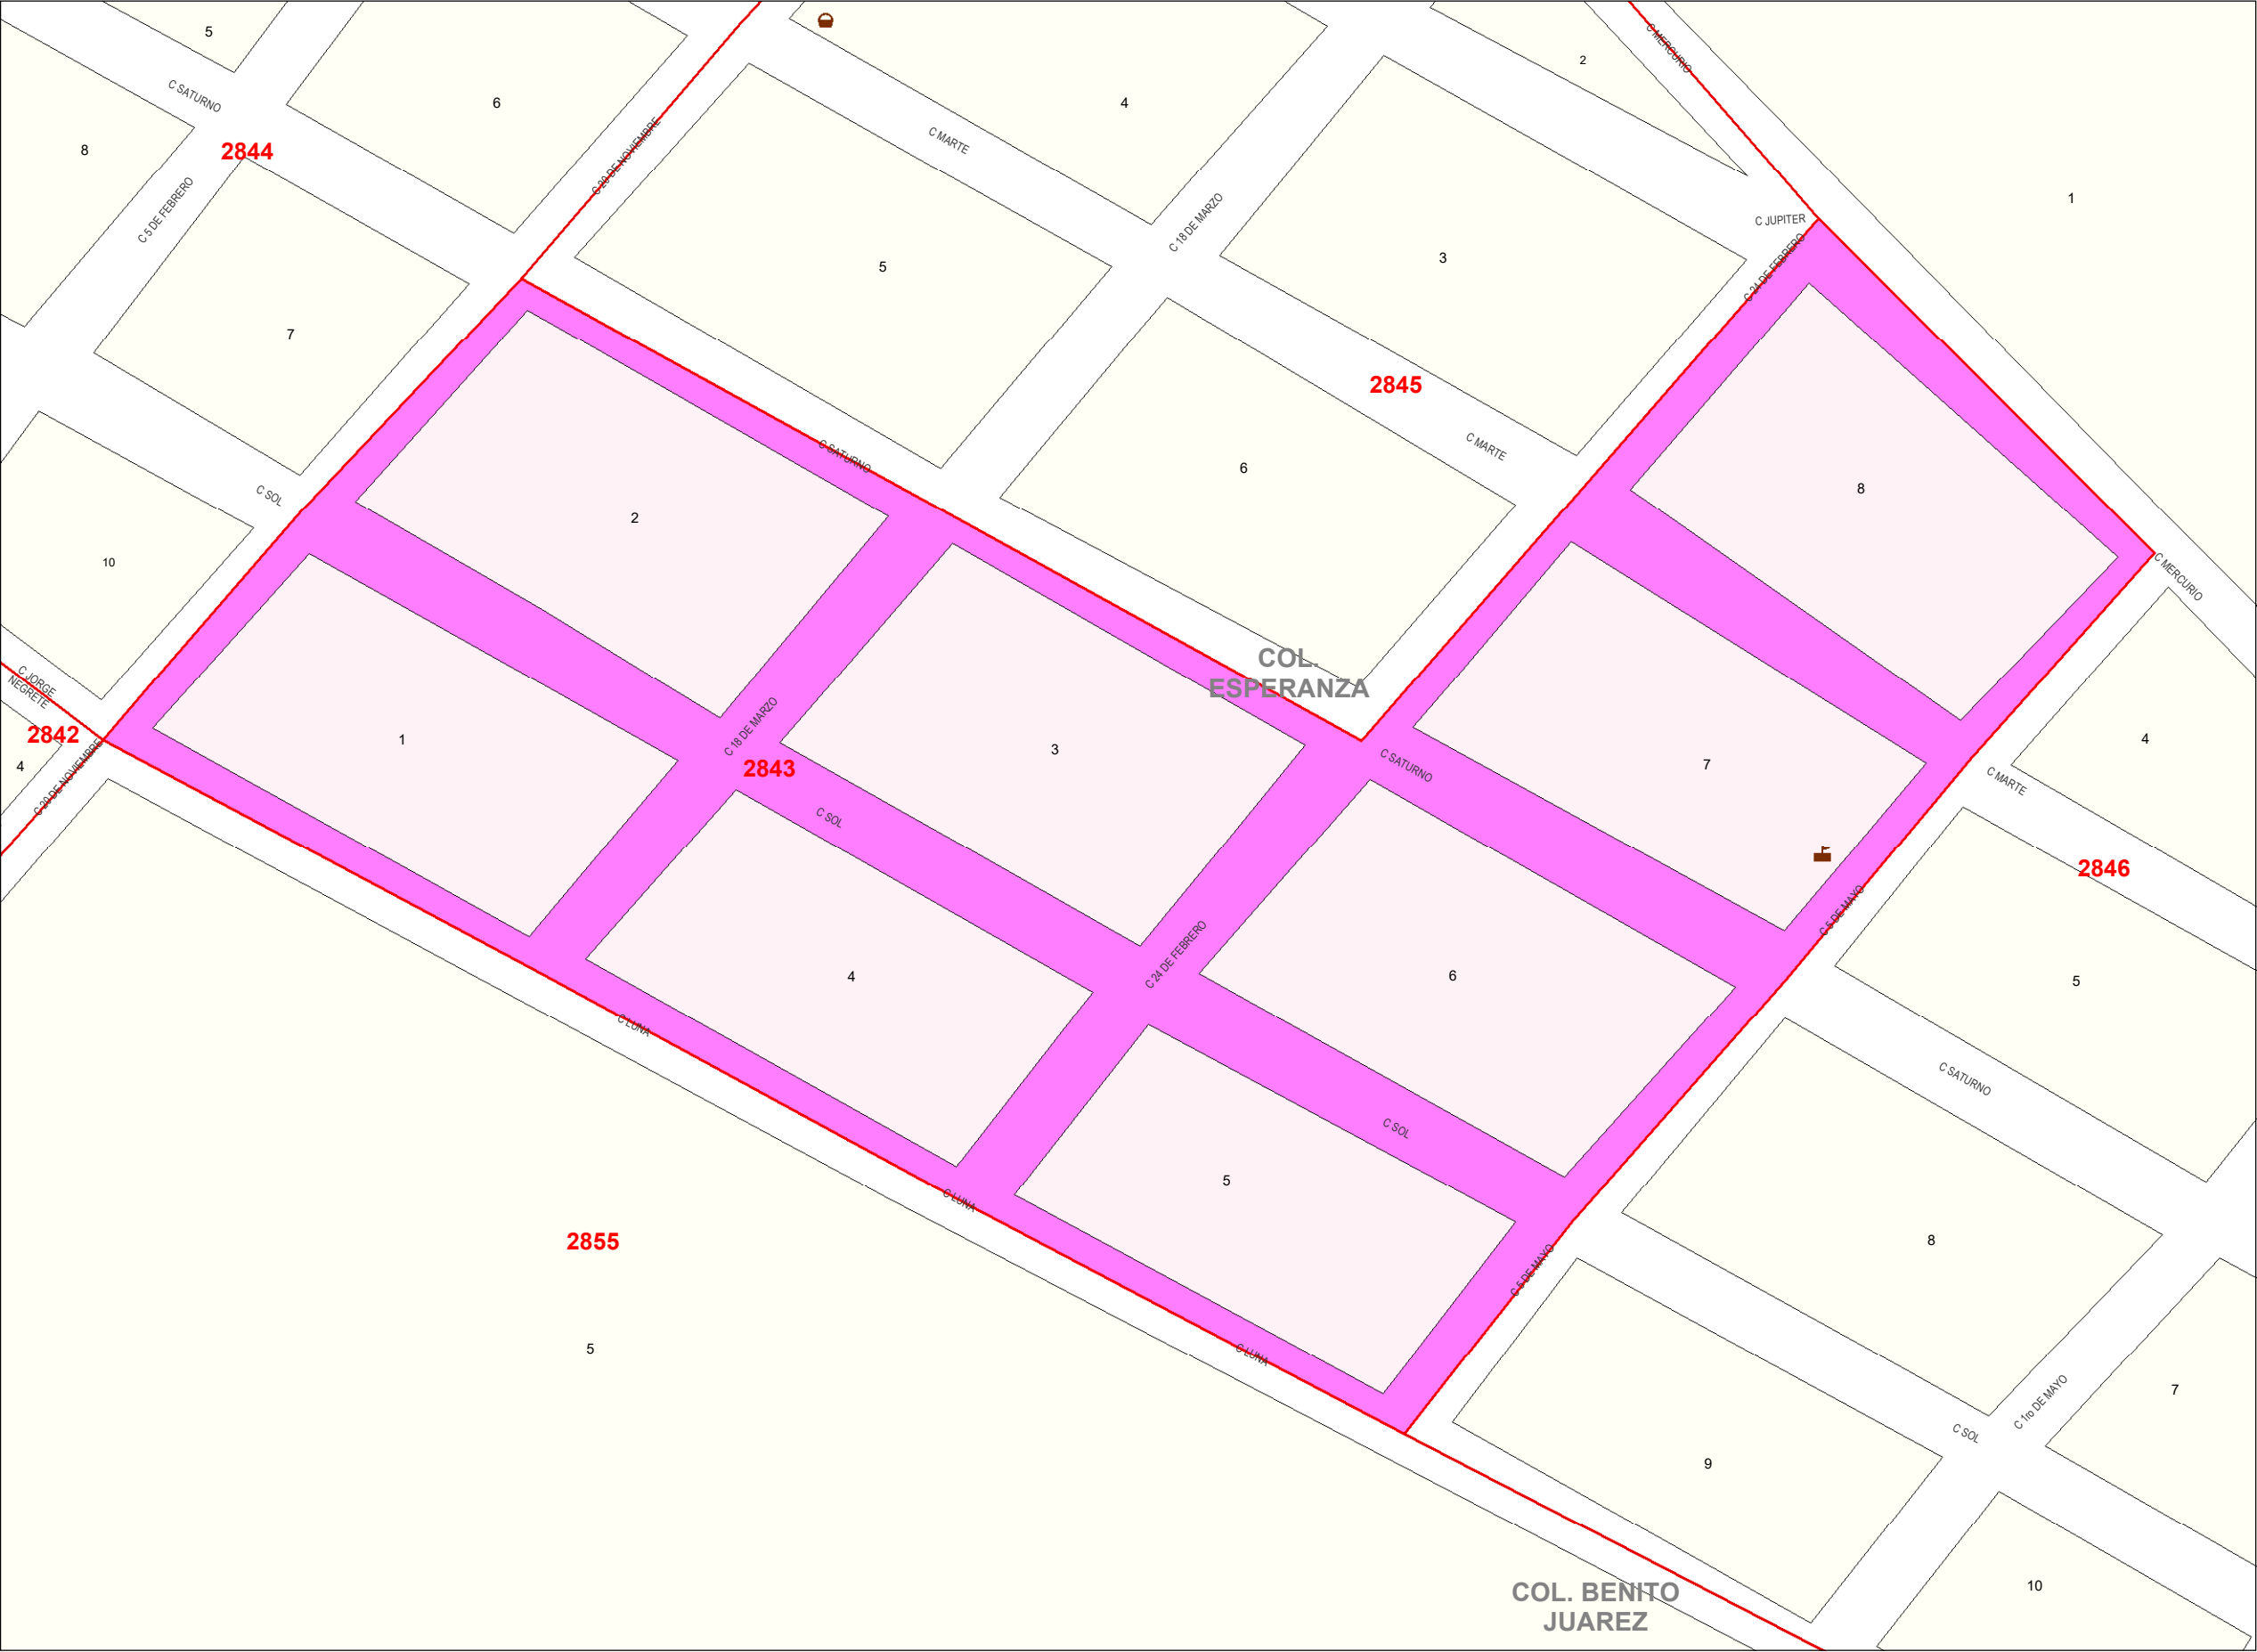 5
C SATURNO
6
4
2
C MERCURIO
8
2844
C 20 DE NOVIEMBRE
C MARTE
C 5 DE FEBRERO
5
C 18 DE MARZO
3
C JUPITER
C 24 DE FEBRERO
1
7
2845
C SATURNO
C MARTE
6
8
C SOL
2
10
C MERCURIO
COL.
ESPERANZA
C JORGE
NEGRETE
2842
4
C 20 DE NOVIEMBRE
1
C 18 DE MARZO
2843
3
C SATURNO
7
4
C MARTE
C SOL
2846
C 5 DE MAYO
4
C 24 DE FEBRERO
6
5
C LUNA
C SATURNO
C SOL
5
C LUNA
2855
C 5 DE MAYO
8
5
C LUNA
7
C 1ro DE MAYO
C SOL
9
10
COL. BENITO
JUAREZ